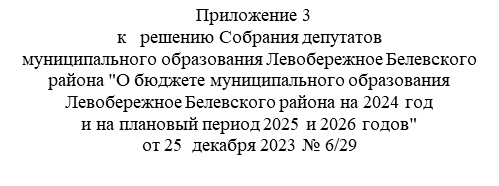 Приложение 3
к решению Собрания депутатов
муниципального образования Левобережное Белевского
района "О бюджете муниципального образования
Левобережное Белевского района на 2024 год
и на плановый период 2025 и 2026 годов"
от 25 декабря 2023 № 6/29